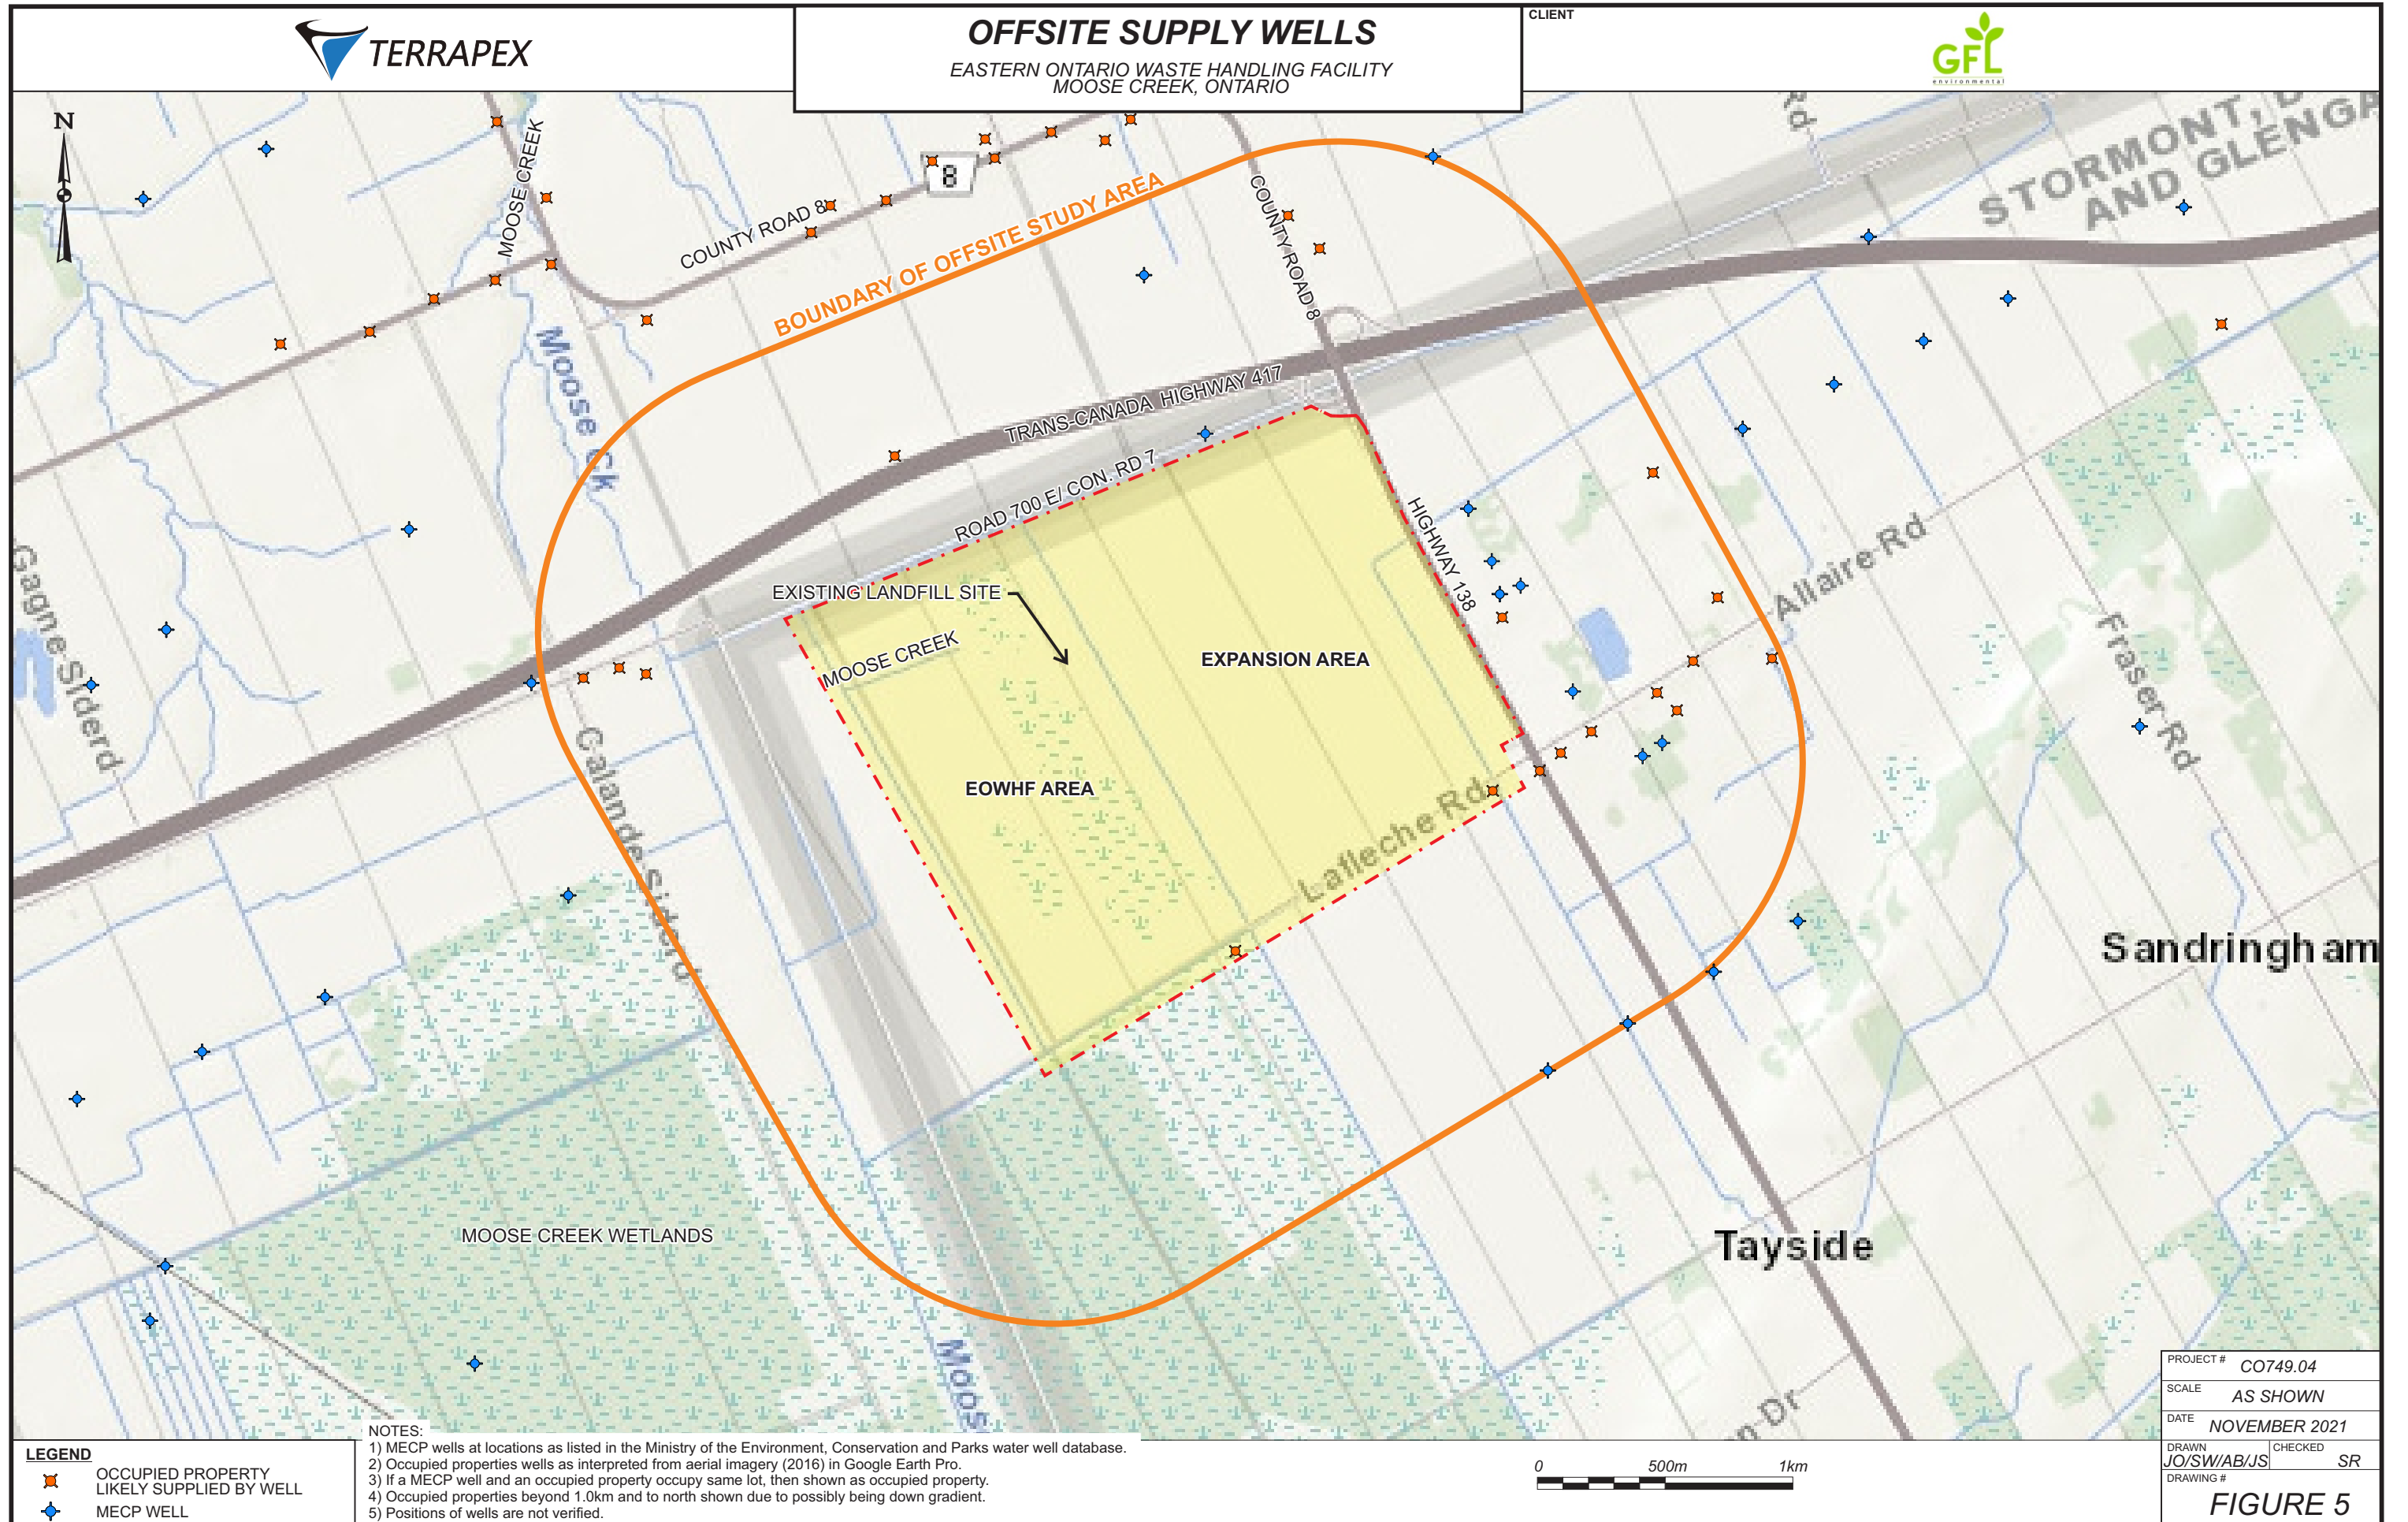 TERRAPEX
OFFSITE SUPPLY WELLS
EASTERN ONTARIO WASTE HANDLING FACILITY
MOOSE CREEK, ONTARIO
CLIENT
GFL
environmental
N
MOOSE CREEK
8
COUNTY ROAD 8
BOUNDARY OF OFFSITE STUDY AREA
COUNTY ROAD 8
Rd
STORMONT, D
AND GLENGA
Moose Ck
TRANS-CANADA HIGHWAY 417
ROAD 700 E/ CON. RD 7
HIGHWAY 138
Gagne Siderd
EXISTING LANDFILL SITE
MOOSE CREEK
EXPANSION AREA
Allaire Rd
Fraser Rd
EOWHF AREA
Galande Siderd
Lafleche Rd
Sandringham
MOOSE CREEK WETLANDS
Tayside
Moos
n Dr
LEGEND
OCCUPIED PROPERTY
LIKELY SUPPLIED BY WELL
MECP WELL
NOTES:
1) MECP wells at locations as listed in the Ministry of the Environment, Conservation and Parks water well database.
2) Occupied properties wells as interpreted from aerial imagery (2016) in Google Earth Pro.
3) If a MECP well and an occupied property occupy same lot, then shown as occupied property.
4) Occupied properties beyond 1.0km and to north shown due to possibly being down gradient.
5) Positions of wells are not verified.
0 500m 1km
PROJECT # CO749.04
SCALE AS SHOWN
DATE NOVEMBER 2021
DRAWN JO/SW/AB/JS CHECKED SR
DRAWING #
FIGURE 5